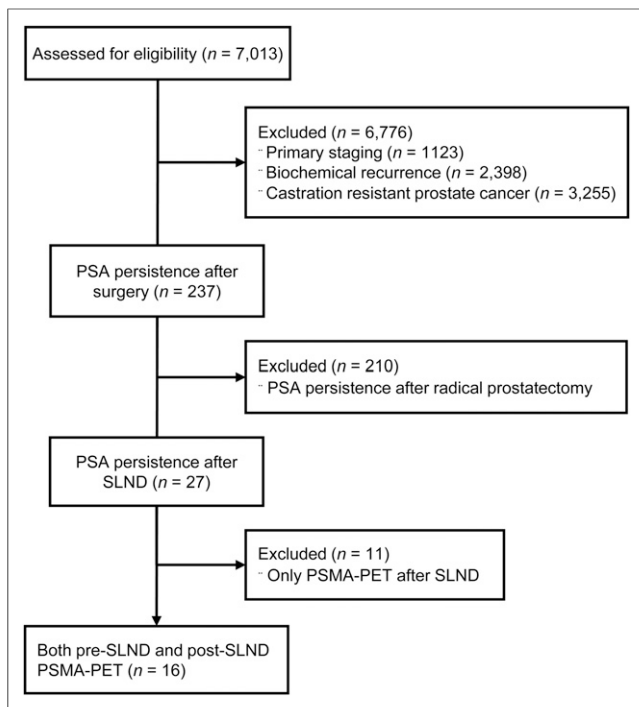 Assessed for eligibility (n = 7,013)
Excluded (n = 6,776)
¨ Primary staging (n = 1123)
¨ Biochemical recurrence (n = 2,398)
¨ Castration resistant prostate cancer (n = 3,255)
PSA persistence after
surgery (n = 237)
Excluded (n = 210)
¨ PSA persistence after radical prostatectomy
PSA persistence after
SLND (n = 27)
Excluded (n = 11)
¨ Only PSMA-PET after SLND
Both pre-SLND and post-SLND
PSMA-PET (n = 16)